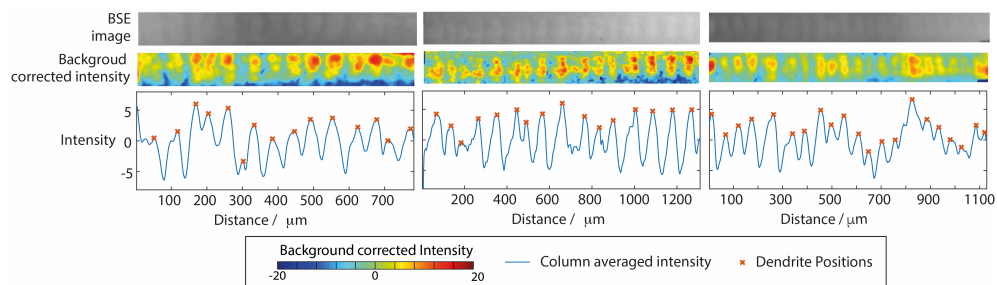 BSE
image
Backgroud
corrected intensity
Intensity
5
0
-5
100 200 300 400 500 600 700
Distance / μm
200 400 600 800 1000 1200
Distance / μm
100 300 500 700 900 1100
Distance / μm
Background corrected Intensity
-20 0 20
Column averaged intensity
Dendrite Positions